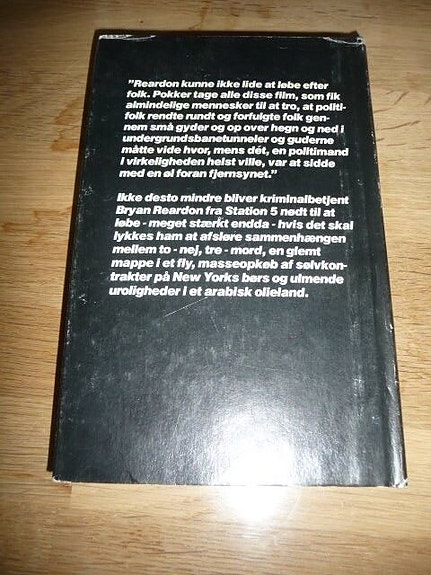 "Reardon kunne ikke lide at løbe efter
folk. Pokker tage alle disse film, som fik
almindelige mennesker til at tro, at politi-
folk rendte rundt og forfulgte folk gen-
nem små gyder og op over hegn og ned i
undergrundsbanetunneler og guderne
måtte vide hvor, mens dét, en politimand
i virkeligheden helst ville, var at sidde
med en øl foran fjernsynet."
Ikke desto mindre bliver kriminalbetjent
Bryan Reardon fra Station 5 nødt til at
løbe - meget stærkt endda - hvis det skal
lykkes ham at afsløre sammenhængen
mellem to - nej, tre - mord, en glemt
mappe i et fly, masseopkøb af sølvkon-
trakter på New Yorks børs og ulmende
uroligheder i et arabisk olieland.